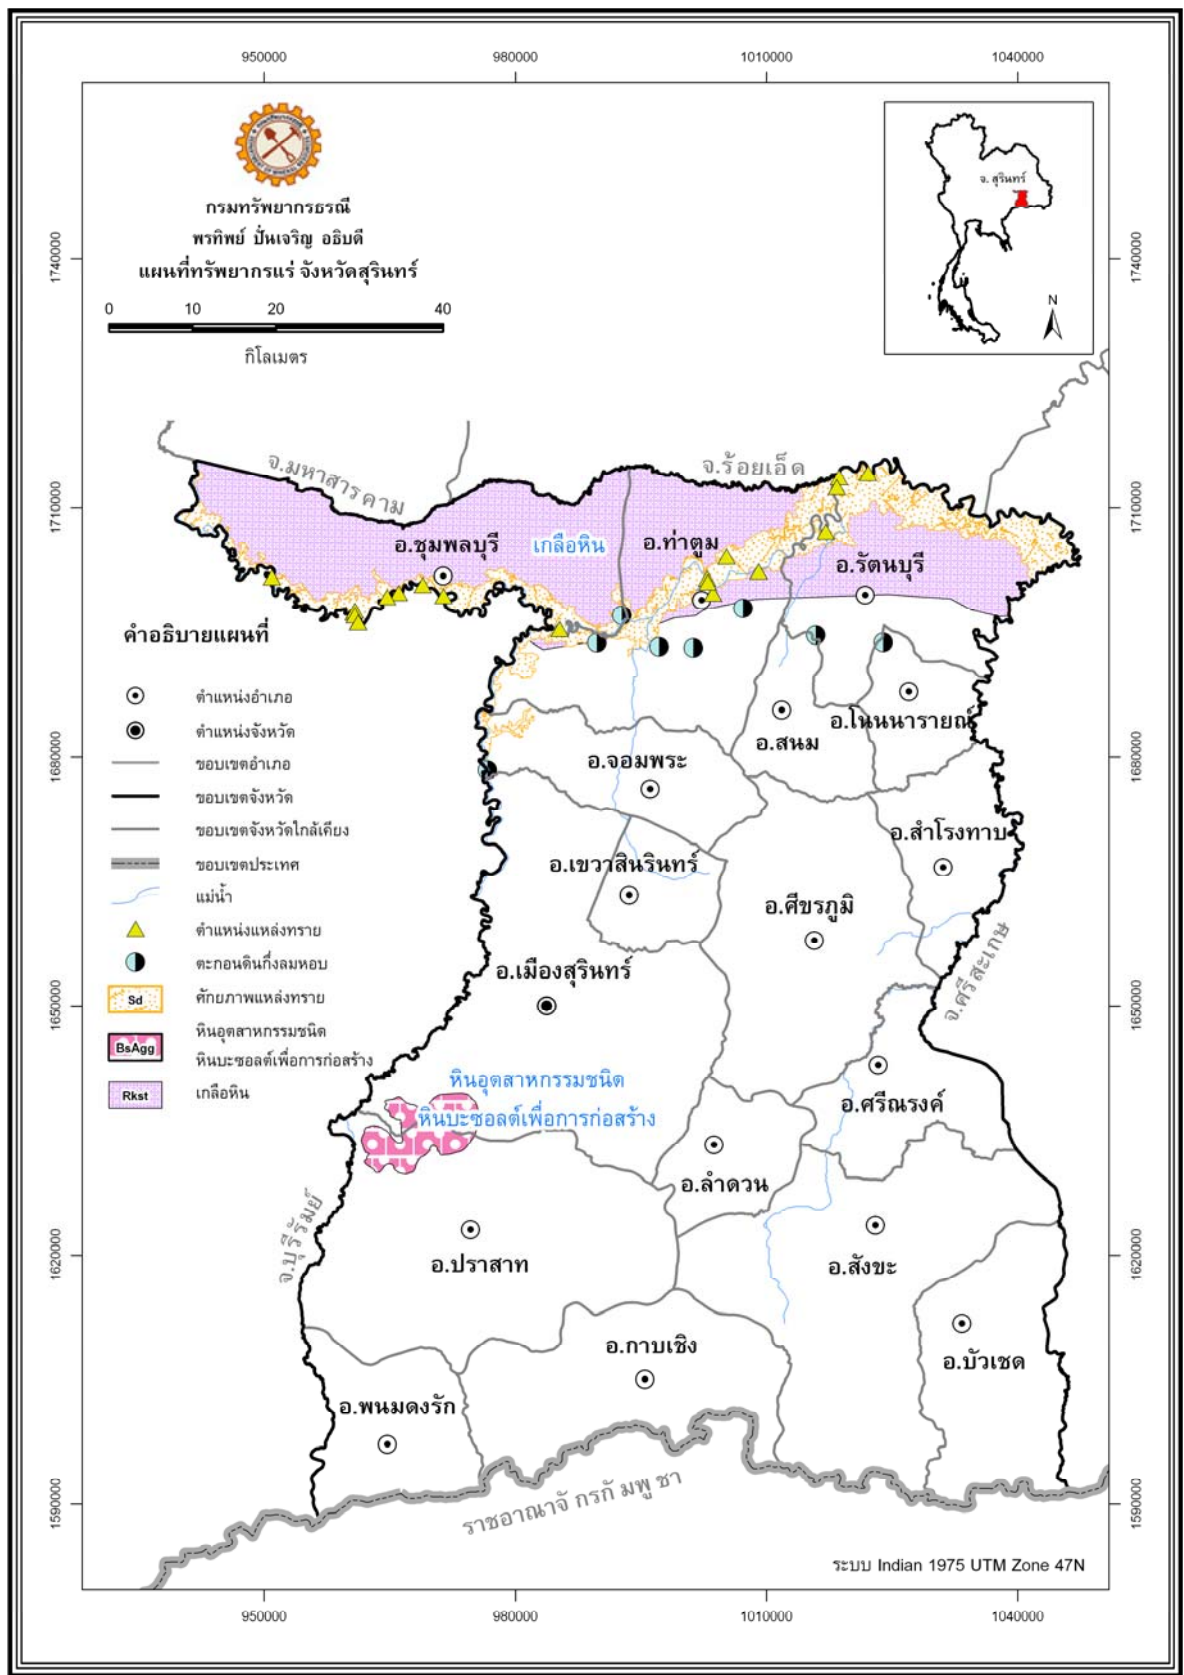 950000
980000
1010000
1040000
กรมทรัพยากรธรณี
พรทิพย์ ปั่นเจริญ อธิบดี
แผนที่ทรัพยากรแร่ จังหวัดสุรินทร์
0 10 20 40
กิโลเมตร
จ. สุรินทร์
N
1740000
1740000
1710000
1710000
1680000
1680000
1650000
1650000
1620000
1620000
1590000
1590000
จ.มหาสารคาม
จ.ร้อยเอ็ด
อ.ชุมพลบุรี
เกลือหิน
อ.ท่าตูม
อ.รัตนบุรี
คำอธิบายแผนที่
ตำแหน่งอำเภอ
ตำแหน่งจังหวัด
ขอบเขตอำเภอ
ขอบเขตจังหวัด
ขอบเขตจังหวัดใกล้เคียง
ขอบเขตประเทศ
แม่น้ำ
ตำแหน่งแหล่งทราย
ตะกอนดินกึ่งลมหอบ
Sd ศักยภาพแหล่งทราย
BsAgg หินอุตสาหกรรมชนิด
หินบะซอลต์เพื่อการก่อสร้าง
Rkst เกลือหิน
อ.สนม
อ.โนนนารายณ์
อ.จอมพระ
อ.สำโรงทาบ
อ.เขวาสินรินทร์
อ.ศีขรภูมิ
อ.เมืองสุรินทร์
จ.ศรีสะเกษ
หินอุตสาหกรรมชนิด
หินบะซอลต์เพื่อการก่อสร้าง
อ.ศรีณรงค์
อ.ลำดวน
จ.บุรีรัมย์
อ.ปราสาท
อ.สังขะ
อ.กาบเชิง
อ.บัวเชด
อ.พนมดงรัก
ราชอาณาจักรกัมพูชา
ระบบ Indian 1975 UTM Zone 47N
950000
980000
1010000
1040000